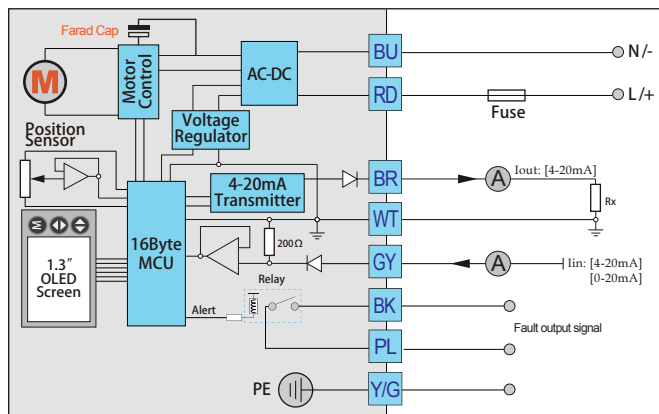 Farad Cap
M
Motor
Control
AC-DC
BU
N/-
RD
L/+
Fuse
Voltage
Regulator
Position
Sensor
4-20mA
Transmitter
BR
A
Iout: [4-20mA]
Rx
WT
M
1.3″
OLED
Screen
16Byte
MCU
200Ω
GY
A
Iin: [4-20mA]
[0-20mA]
Relay
Alert
BK
Fault output signal
PL
PE
Y/G